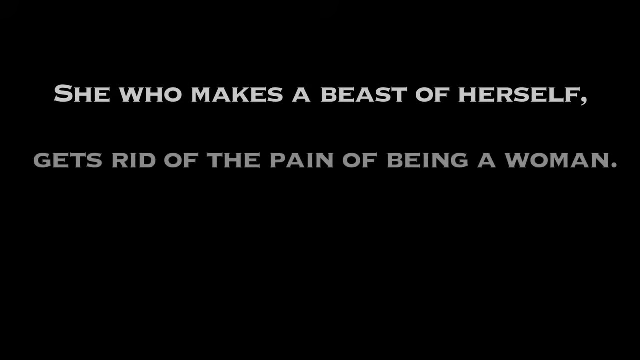 She who makes a beast of herself,
gets rid of the pain of being a woman.